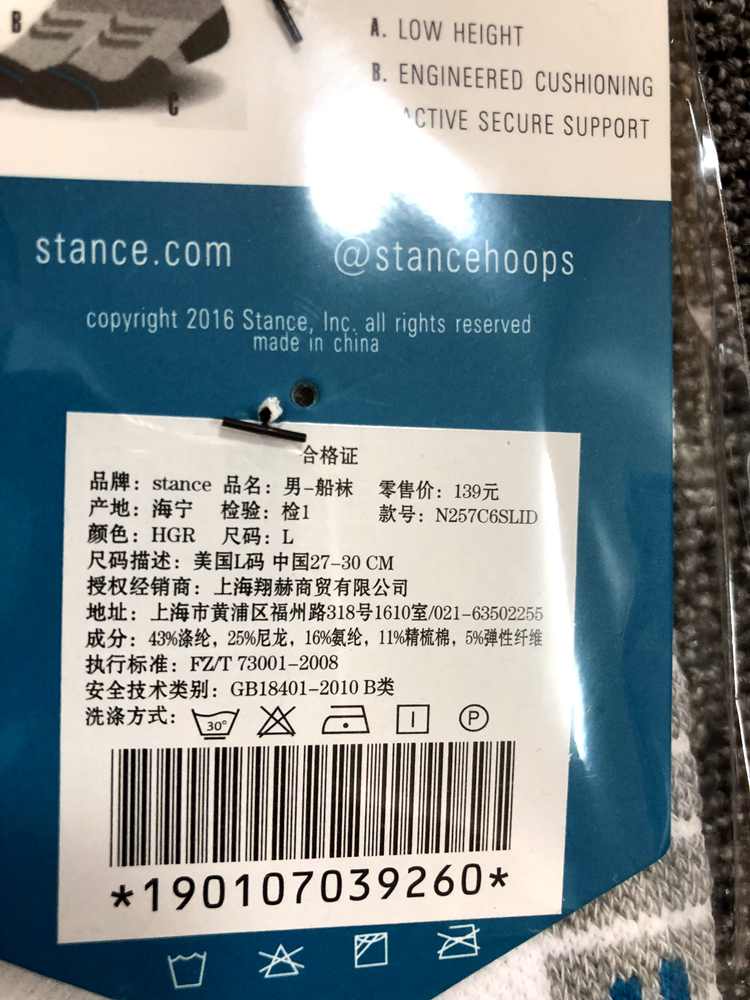 B
C
A. LOW HEIGHT
B. ENGINEERED CUSHIONING
ACTIVE SECURE SUPPORT
stance.com @stancehoops
copyright 2016 Stance, Inc. all rights reserved
made in china
合格证
品牌：stance 品名：男-船袜 零售价：139元
产地：海宁 检验：检1 款号：N257C6SLID
颜色：HGR 尺码：L
尺码描述：美国L码 中国27-30 CM
授权经销商：上海翔赫商贸有限公司
地址：上海市黄浦区福州路318号1610室/021-63502255
成分：43%涤纶，25%尼龙，16%氨纶，11%精梳棉，5%弹性纤维
执行标准：FZ/T 73001-2008
安全技术类别：GB18401-2010 B类
洗涤方式：30° P
*190107039260*